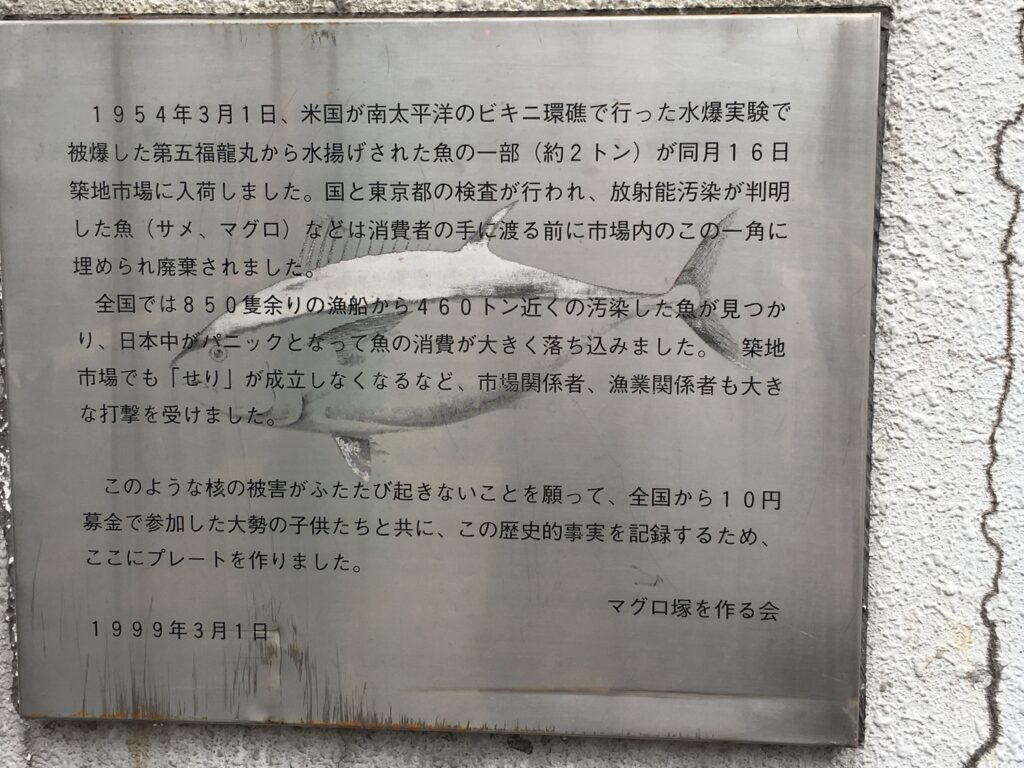 １９５４年３月１日、米国が南太平洋のビキニ環礁で行った水爆実験で
被爆した第五福龍丸から水揚げされた魚の一部（約２トン）が同月１６日
築地市場に入荷しました。国と東京都の検査が行われ、放射能汚染が判明
した魚（サメ、マグロ）などは消費者の手に渡る前に市場内のこの一角に
埋められ廃棄されました。
全国では８５０隻余りの漁船から４６０トン近くの汚染した魚が見つか
り、日本中がパニックとなって魚の消費が大きく落ち込みました。　築地
市場でも「せり」が成立しなくなるなど、市場関係者、漁業関係者も大き
な打撃を受けました。
このような核の被害がふたたび起きないことを願って、全国から１０円
募金で参加した大勢の子供たちと共に、この歴史的事実を記録するため、
ここにプレートを作りました。
マグロ塚を作る会
１９９９年３月１日